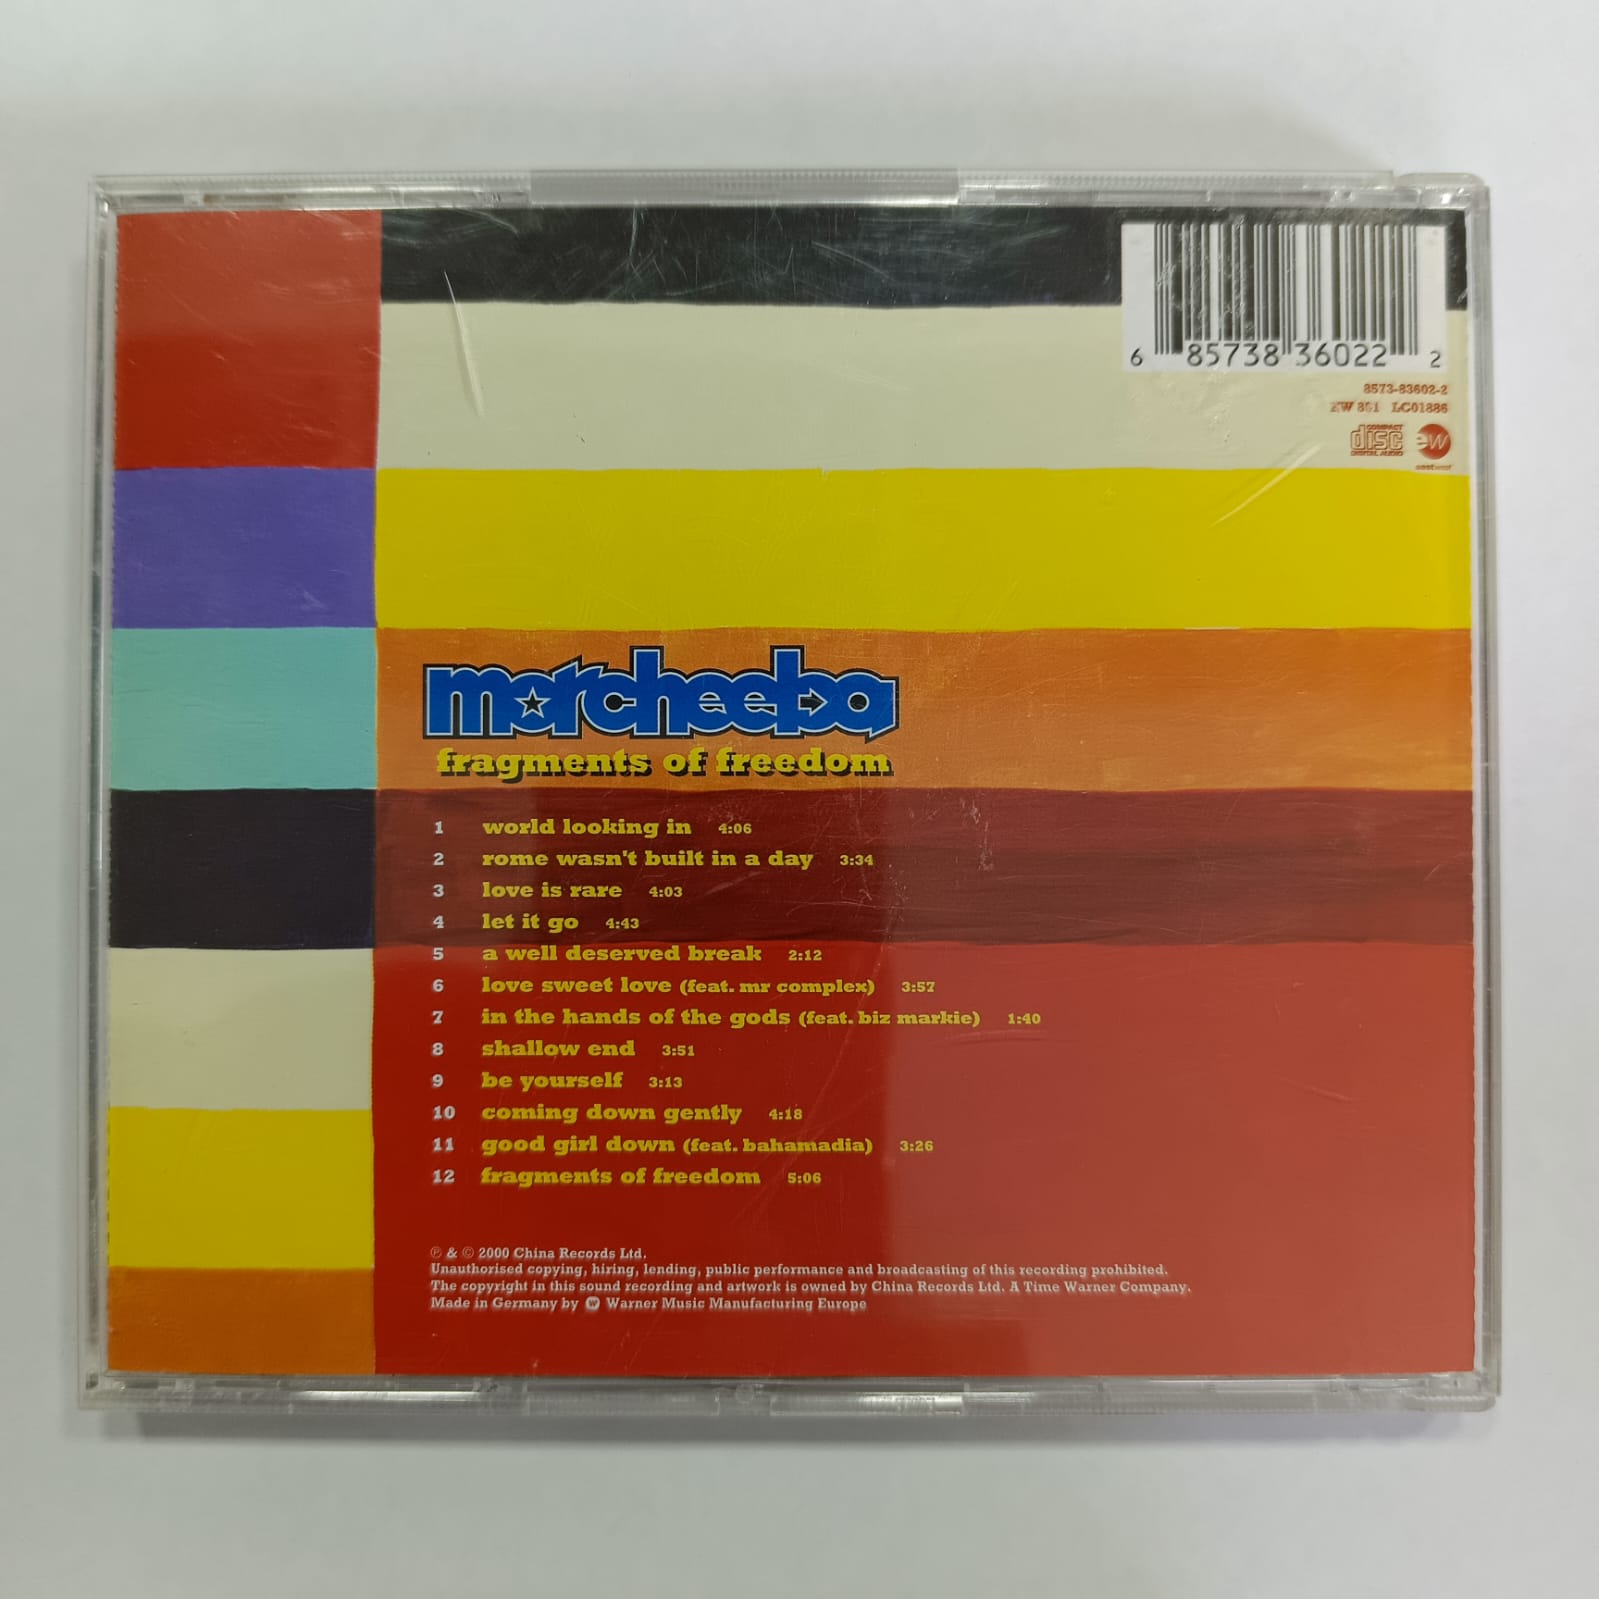 6 85738 36022 2
8573-83602-2
EW 801 LC01886
COMPACT
disc
DIGITAL AUDIO
ew
eastwest
morcheeba
fragments of freedom
1 world looking in 4:06
2 rome wasn't built in a day 3:34
3 love is rare 4:03
4 let it go 4:43
5 a well deserved break 2:12
6 love sweet love (feat. mr complex) 3:57
7 in the hands of the gods (feat. biz markie) 1:40
8 shallow end 3:51
9 be yourself 3:13
10 coming down gently 4:18
11 good girl down (feat. bahamadia) 3:26
12 fragments of freedom 5:06
℗ & © 2000 China Records Ltd.
Unauthorised copying, hiring, lending, public performance and broadcasting of this recording prohibited.
The copyright in this sound recording and artwork is owned by China Records Ltd. A Time Warner Company.
Made in Germany by W Warner Music Manufacturing Europe